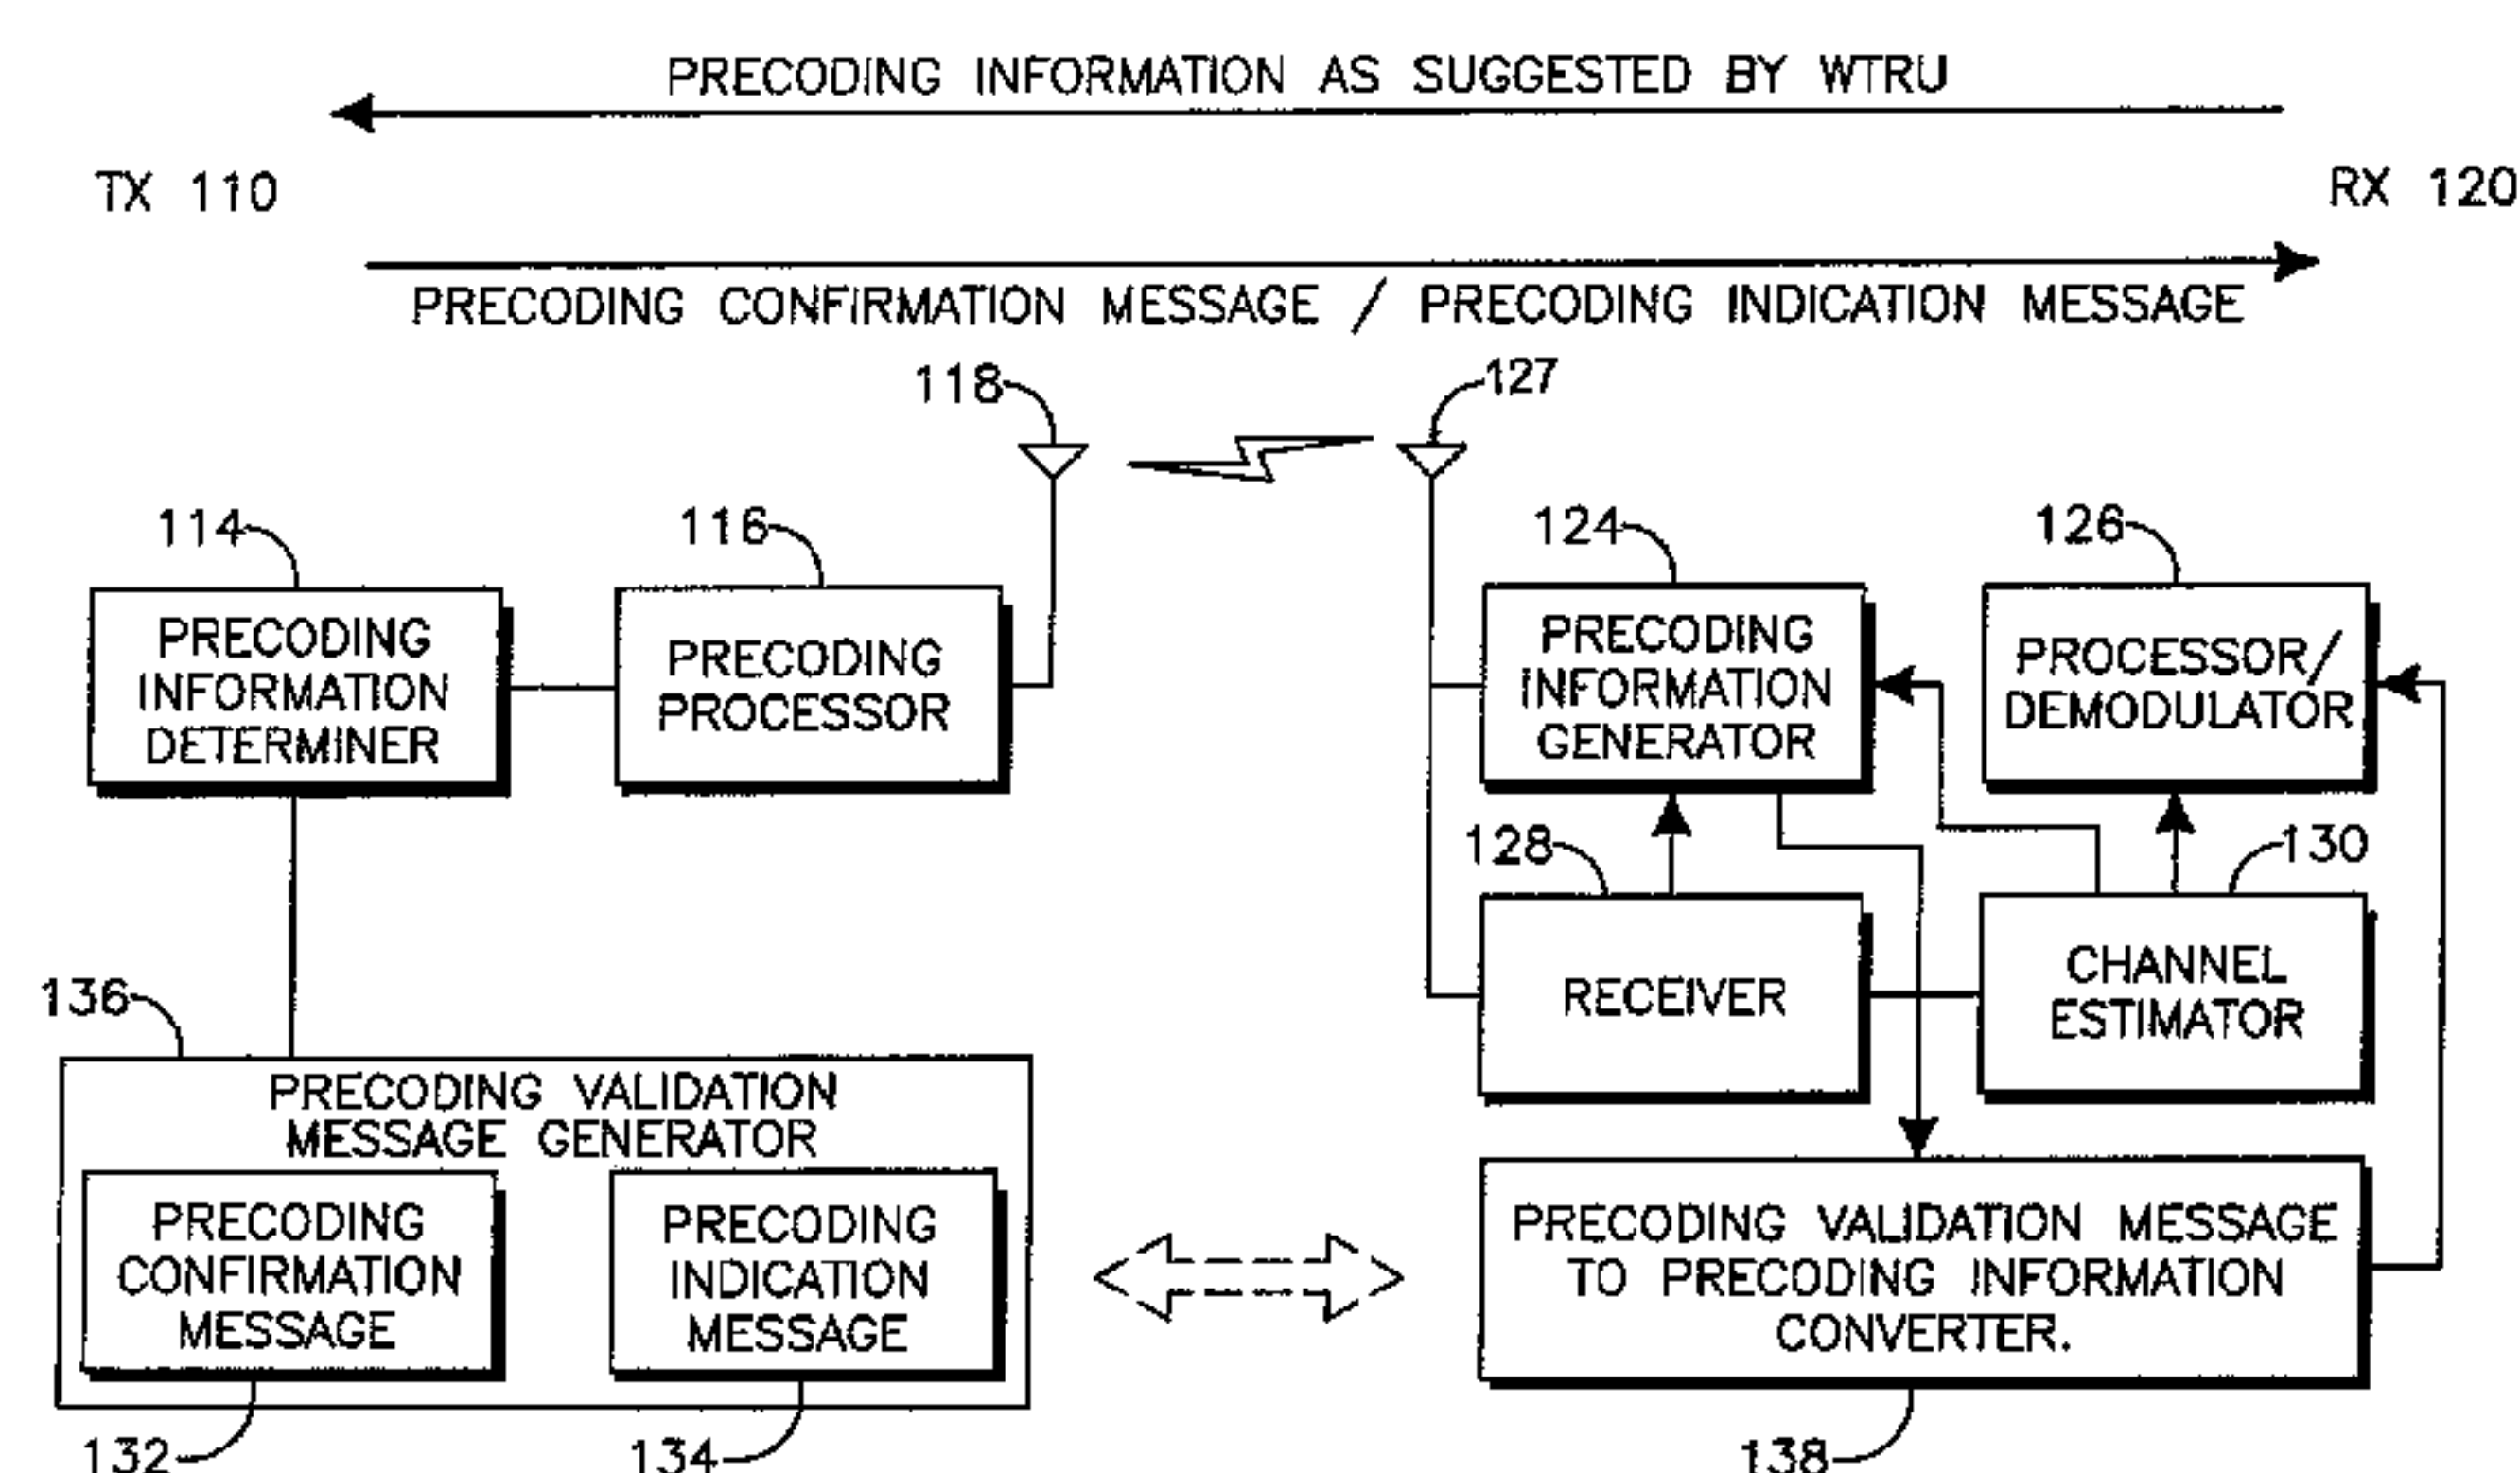 PRECODING INFORMATION AS SUGGESTED BY WTRU
TX 110
RX 120
PRECODING CONFIRMATION MESSAGE / PRECODING INDICATION MESSAGE
118
127
114
116
124
126
PRECODING
INFORMATION
DETERMINER
PRECODING
PROCESSOR
PRECODING
INFORMATION
GENERATOR
PROCESSOR/
DEMODULATOR
128
130
RECEIVER
CHANNEL
ESTIMATOR
136
PRECODING VALIDATION
MESSAGE GENERATOR
PRECODING
CONFIRMATION
MESSAGE
PRECODING
INDICATION
MESSAGE
PRECODING VALIDATION MESSAGE
TO PRECODING INFORMATION
CONVERTER.
132
134
138